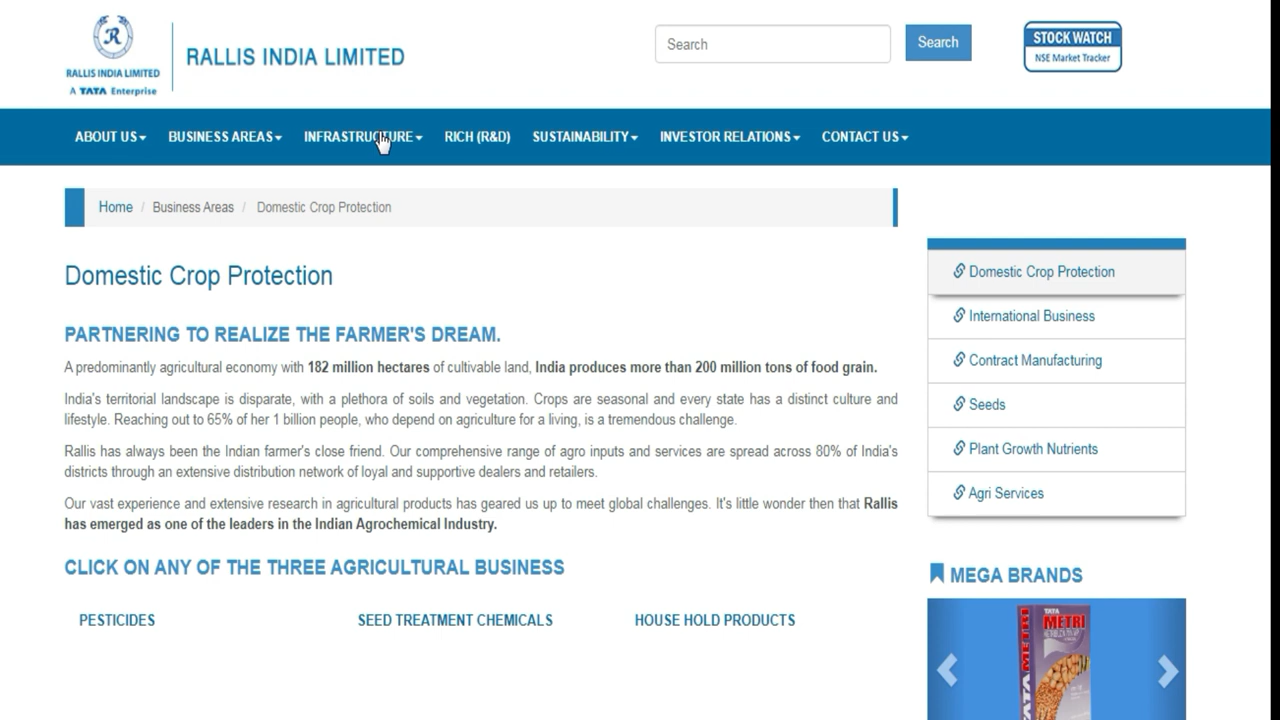 RALLIS INDIA LIMITED
A TATA Enterprise
RALLIS INDIA LIMITED
Search
Search
STOCK WATCH
NSE Market Tracker
ABOUT US
BUSINESS AREAS
INFRASTRUCTURE
RICH (R&D)
SUSTAINABILITY
INVESTOR RELATIONS
CONTACT US
Home / Business Areas / Domestic Crop Protection
Domestic Crop Protection
PARTNERING TO REALIZE THE FARMER'S DREAM.
A predominantly agricultural economy with 182 million hectares of cultivable land, India produces more than 200 million tons of food grain.
India's territorial landscape is disparate, with a plethora of soils and vegetation. Crops are seasonal and every state has a distinct culture and
lifestyle. Reaching out to 65% of her 1 billion people, who depend on agriculture for a living, is a tremendous challenge.
Rallis has always been the Indian farmer's close friend. Our comprehensive range of agro inputs and services are spread across 80% of India's
districts through an extensive distribution network of loyal and supportive dealers and retailers.
Our vast experience and extensive research in agricultural products has geared us up to meet global challenges. It's little wonder then that Rallis
has emerged as one of the leaders in the Indian Agrochemical Industry.
CLICK ON ANY OF THE THREE AGRICULTURAL BUSINESS
PESTICIDES
SEED TREATMENT CHEMICALS
HOUSE HOLD PRODUCTS
Domestic Crop Protection
International Business
Contract Manufacturing
Seeds
Plant Growth Nutrients
Agri Services
MEGA BRANDS
TATA
METRI
TATA METRI